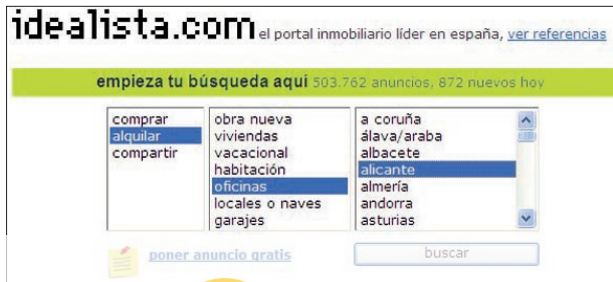 idealista.com el portal inmobiliario líder en españa, ver referencias
empieza tu búsqueda aquí 503.762 anuncios, 872 nuevos hoy
comprar
alquilar
compartir
obra nueva
viviendas
vacacional
habitación
oficinas
locales o naves
garajes
a coruña
álava/araba
albacete
alicante
almería
andorra
asturias
poner anuncio gratis
buscar